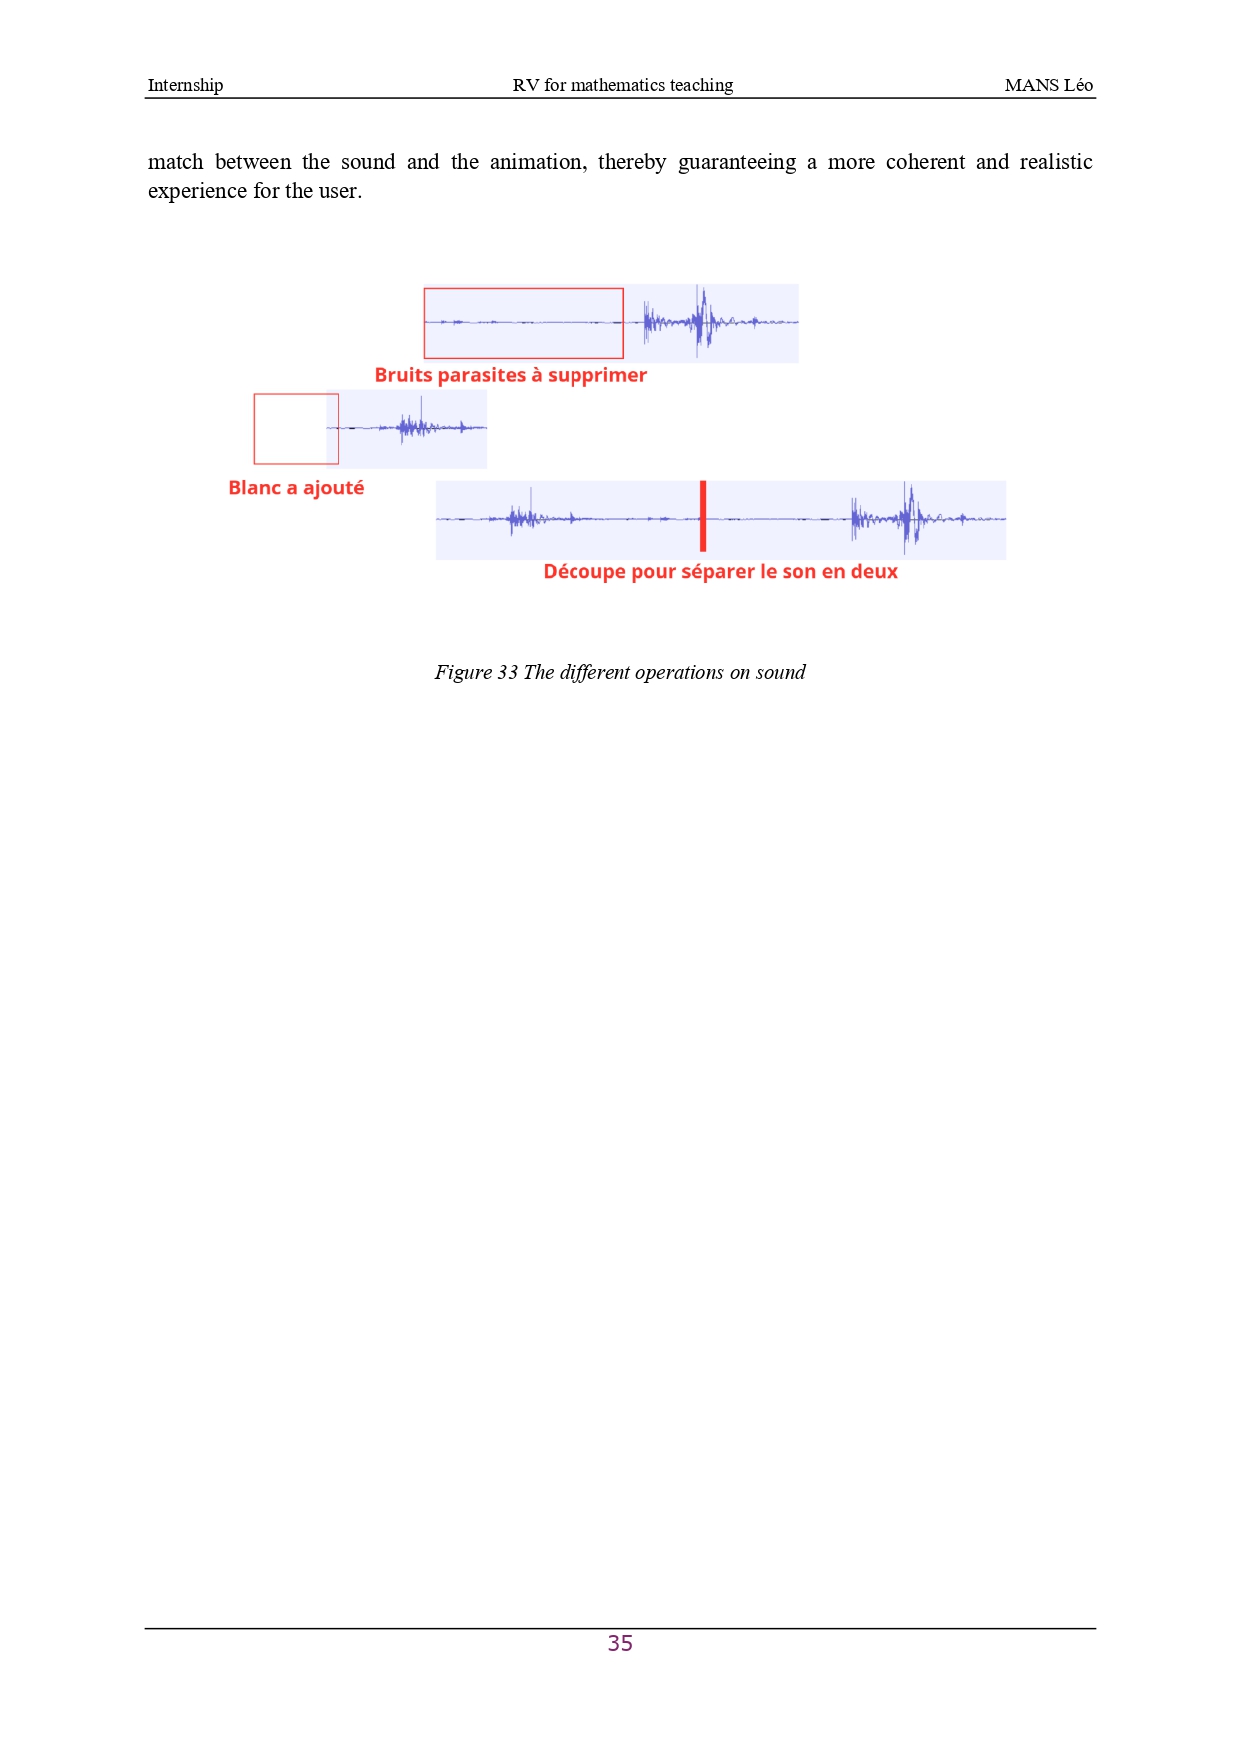 Internship RV for mathematics teaching MANS Léo
match between the sound and the animation, thereby guaranteeing a more coherent and realistic
experience for the user.
Bruits parasites à supprimer
Blanc a ajouté
Découpe pour séparer le son en deux
Figure 33 The different operations on sound
35